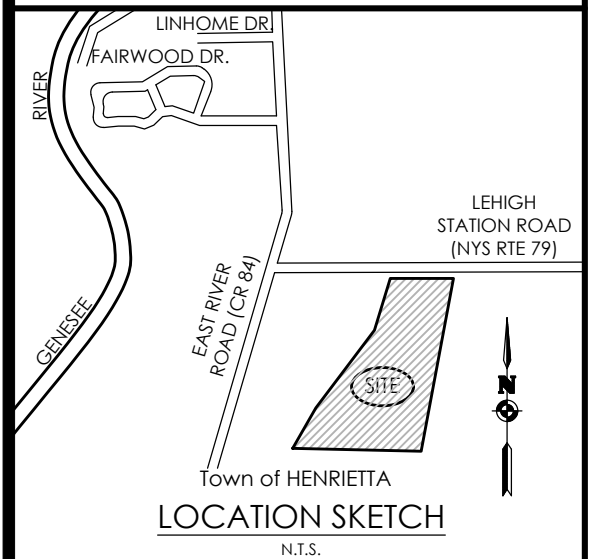 LINHOME DR.
FAIRWOOD DR.
RIVER
LEHIGH
STATION ROAD
(NYS RTE 79)
EAST RIVER
ROAD (CR 84)
GENESEE
SITE
N
Town of HENRIETTA
LOCATION SKETCH
N.T.S.